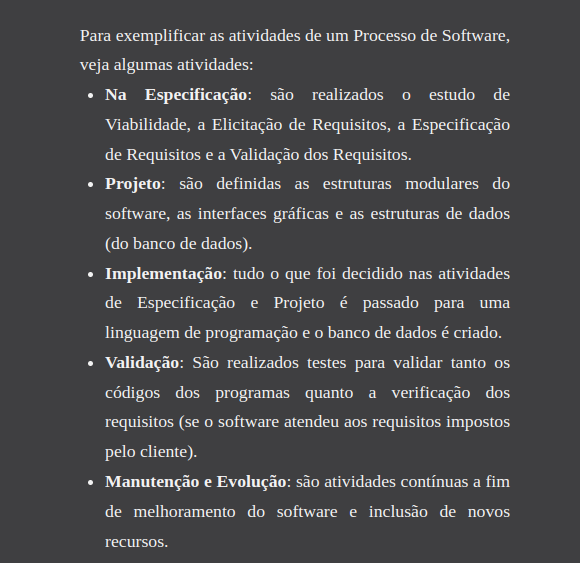 Para exemplificar as atividades de um Processo de Software,
veja algumas atividades:
• Na Especificação: são realizados o estudo de
Viabilidade, a Elicitação de Requisitos, a Especificação
de Requisitos e a Validação dos Requisitos.
• Projeto: são definidas as estruturas modulares do
software, as interfaces gráficas e as estruturas de dados
(do banco de dados).
• Implementação: tudo o que foi decidido nas atividades
de Especificação e Projeto é passado para uma
linguagem de programação e o banco de dados é criado.
• Validação: São realizados testes para validar tanto os
códigos dos programas quanto a verificação dos
requisitos (se o software atendeu aos requisitos impostos
pelo cliente).
• Manutenção e Evolução: são atividades contínuas a fim
de melhoramento do software e inclusão de novos
recursos.